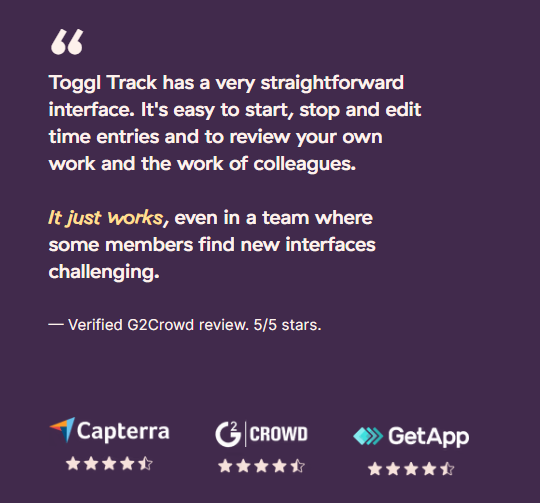 Toggl Track has a very straightforward
interface. It's easy to start, stop and edit
time entries and to review your own
work and the work of colleagues.
It just works, even in a team where
some members find new interfaces
challenging.
— Verified G2Crowd review. 5/5 stars.
Capterra
G2 CROWD
GetApp